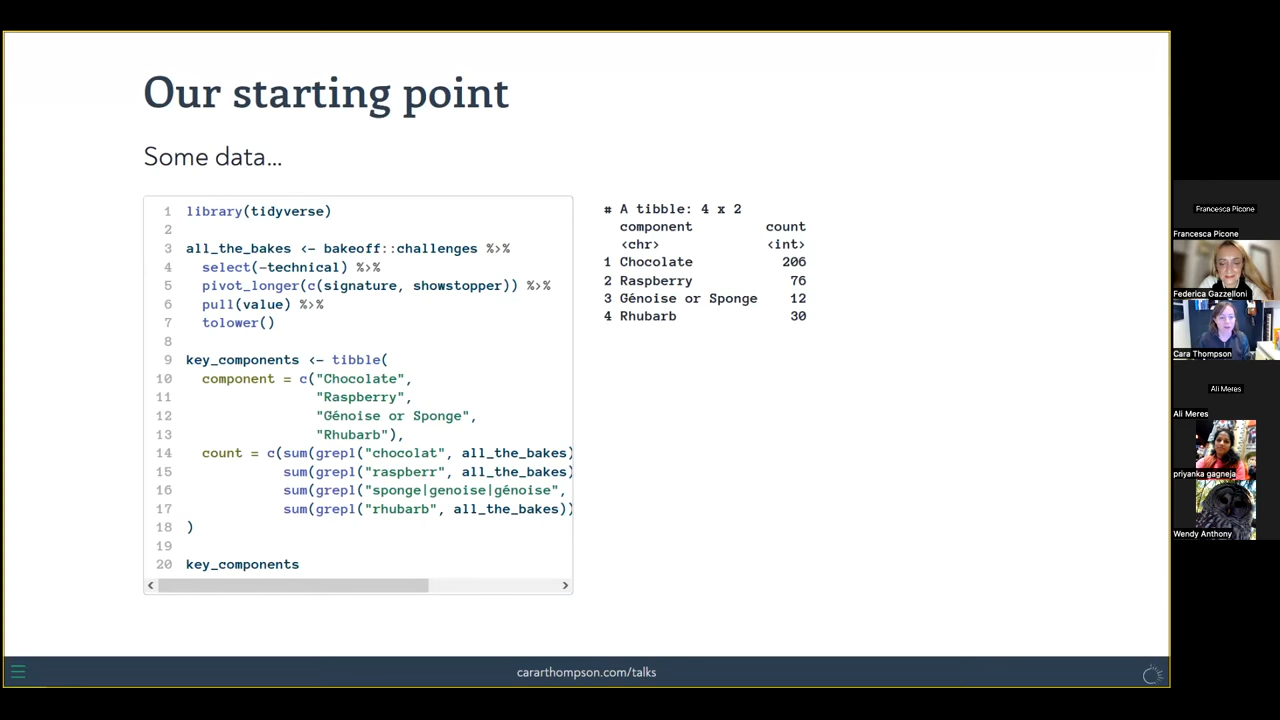 Our starting point
Some data...
1 library(tidyverse)
2
3 all_the_bakes <- bakeoff::challenges %>%
4 select(-technical) %>%
5 pivot_longer(c(signature, showstopper)) %>%
6 pull(value) %>%
7 tolower()
8
9 key_components <- tibble(
10 component = c("Chocolate",
11 "Raspberry",
12 "Génoise or Sponge",
13 "Rhubarb"),
14 count = c(sum(grepl("chocolat", all_the_bakes)
15 sum(grepl("raspberr", all_the_bakes)
16 sum(grepl("sponge|genoise|génoise",
17 sum(grepl("rhubarb", all_the_bakes))
18 )
19
20 key_components
# A tibble: 4 x 2
component count
<chr> <int>
1 Chocolate 206
2 Raspberry 76
3 Génoise or Sponge 12
4 Rhubarb 30
cararthompson.com/talks
Francesca Picone
Francesca Picone
Federica Gazzelloni
Cara Thompson
Ali Meres
Ali Meres
priyanka gagneja
Wendy Anthony